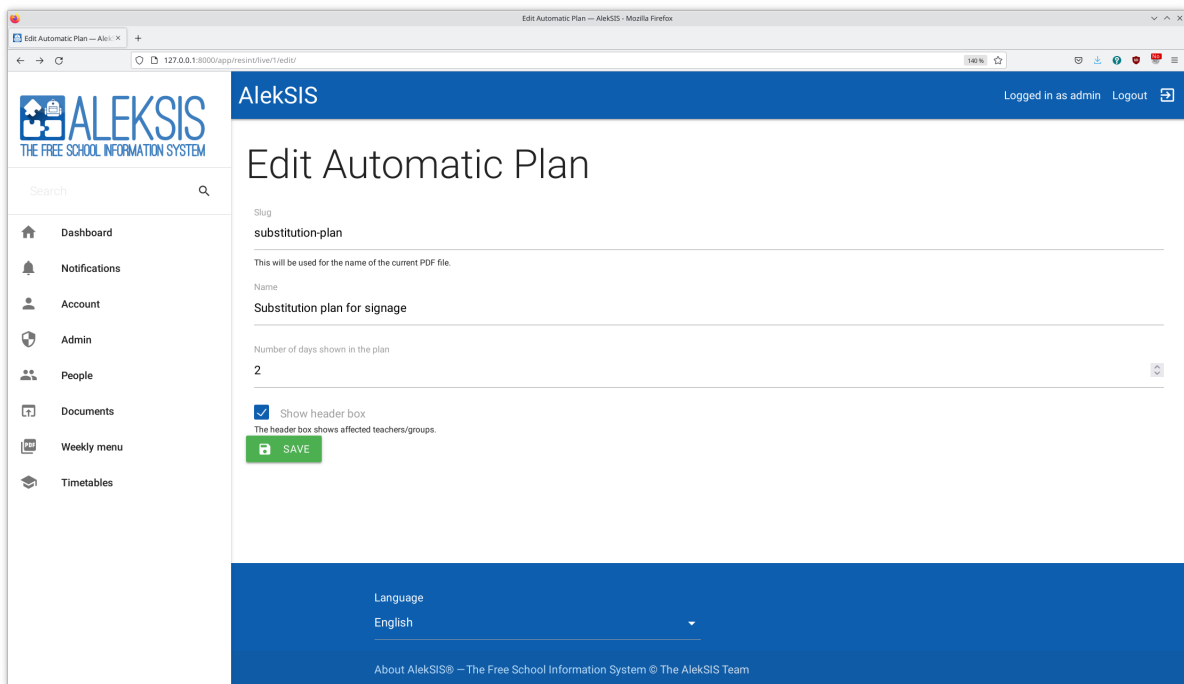 Edit Automatic Plan — AlekSIS - Mozilla Firefox
Edit Automatic Plan — Alek
127.0.0.1:8000/app/resint/live/1/edit/
140 %
ALEKSIS
THE FREE SCHOOL INFORMATION SYSTEM
AlekSIS
Logged in as admin
Logout
Search
Dashboard
Notifications
Account
Admin
People
Documents
PDF
Weekly menu
Timetables
Edit Automatic Plan
Slug
substitution-plan
This will be used for the name of the current PDF file.
Name
Substitution plan for signage
Number of days shown in the plan
2
Show header box
The header box shows affected teachers/groups.
SAVE
Language
English
About AlekSIS® — The Free School Information System © The AlekSIS Team